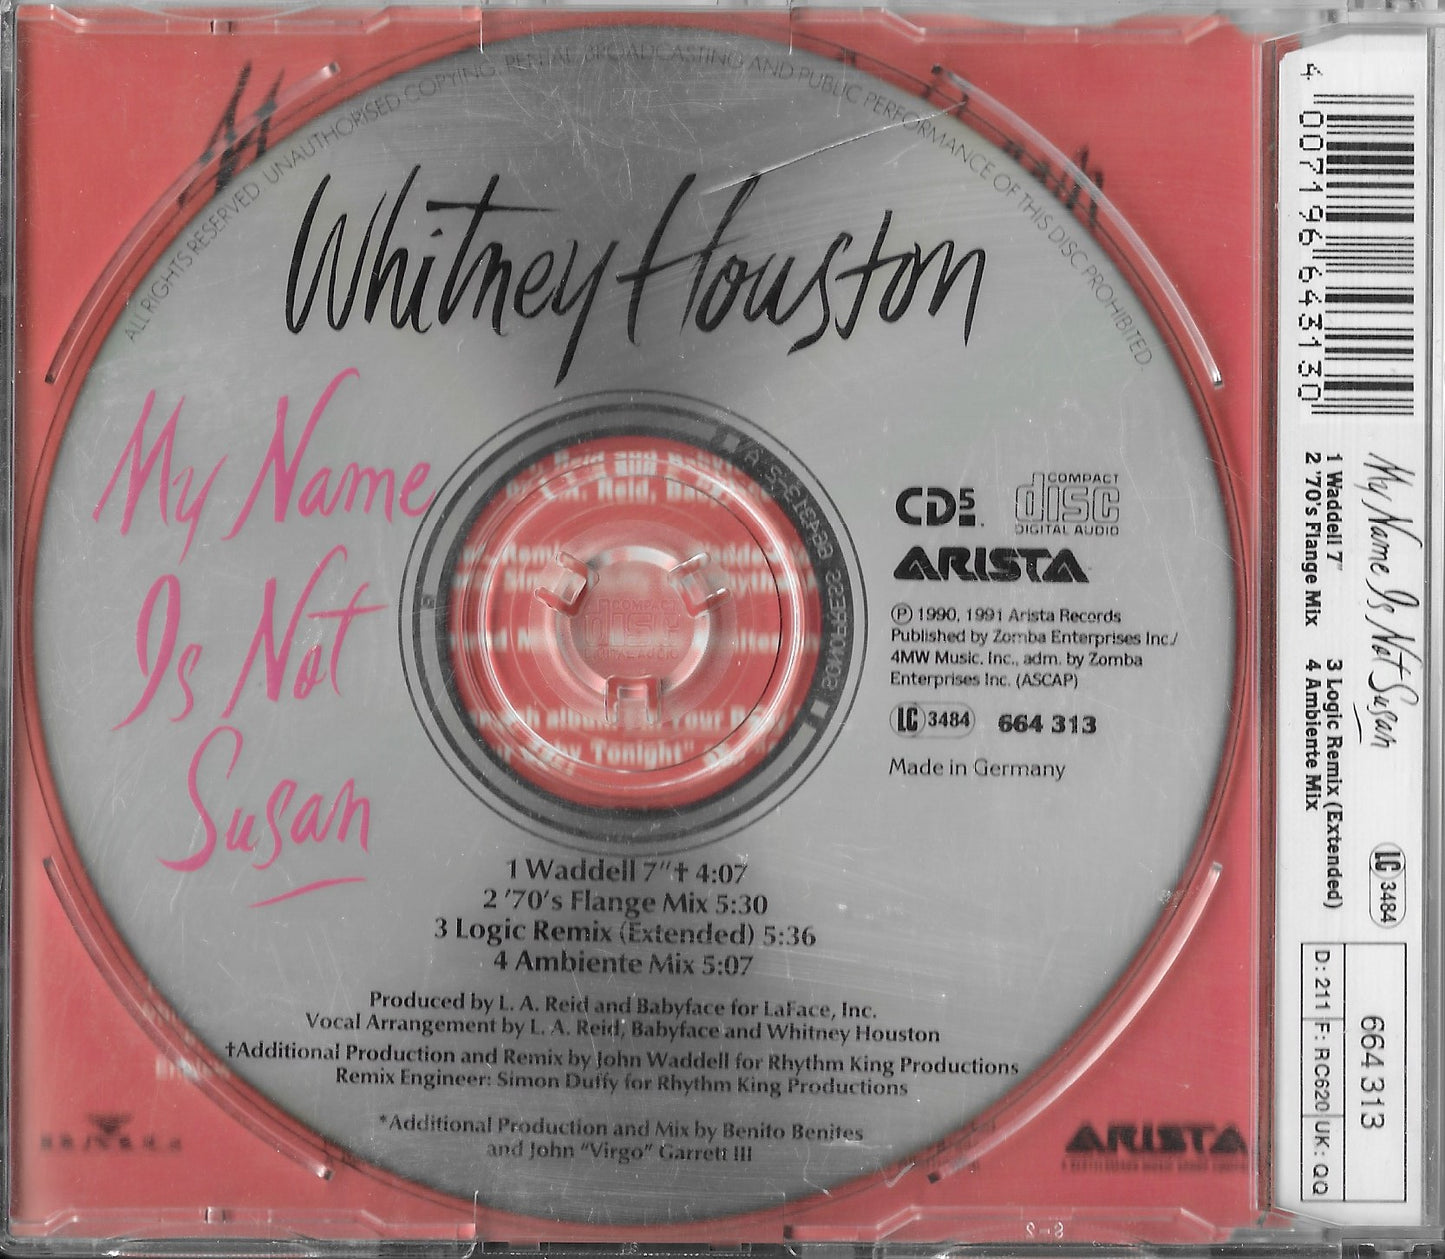 ALL RIGHTS RESERVED. UNAUTHORISED COPYING, RENTAL, BROADCASTING AND PUBLIC PERFORMANCE OF THIS DISC PROHIBITED.
Whitney Houston
My Name
Is Not
Susan
CD5
COMPACT
disc
DIGITAL AUDIO
ARISTA
Ⓟ 1990, 1991 Arista Records
Published by Zomba Enterprises Inc./
4MW Music. Inc., adm. by Zomba
Enterprises Inc. (ASCAP)
LC 3484 664 313
Made in Germany
1 Waddell 7"† 4:07
2 '70's Flange Mix 5:30
3 Logic Remix (Extended) 5:36
4 Ambiente Mix 5:07
Produced by L. A. Reid and Babyface for LaFace, Inc.
Vocal Arrangement by L. A. Reid, Babyface and Whitney Houston
†Additional Production and Remix by John Waddell for Rhythm King Productions
Remix Engineer: Simon Duffy for Rhythm King Productions
*Additional Production and Mix by Benito Benites
and John "Virgo" Garrett III
COMPACT
disc
DIGITAL AUDIO
Tonight"
ARISTA
4 007196 643130
My Name Is Not Susan
1 Waddell 7"
2 '70's Flange Mix
3 Logic Remix (Extended)
4 Ambiente Mix
LC 3484
664 313
D: 211 F: RC620 UK: QQ